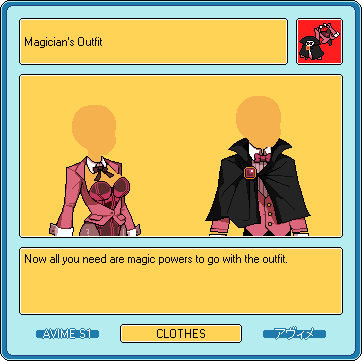 Magician's Outfit
Now all you need are magic powers to go with the outfit.
AVIME S1
CLOTHES
アヴィメ